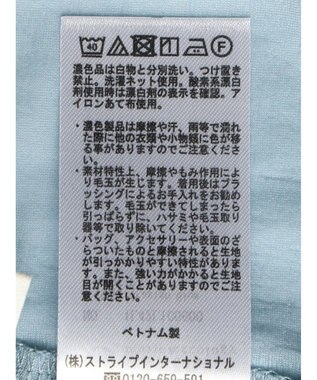 40
F
濃色品は白物と分別洗い。つけ置き
禁止。洗濯ネット使用。酸素系漂白
剤使用時は漂白剤の表示を確認。ア
イロンあて布使用。
・濃色製品は摩擦や汗、雨等で濡れ
た際に他の衣類や小物類に色が移
る事がありますのでご注意くださ
い。
・素材特性上、摩擦やもみ作用によ
り毛玉が生じます。着用後はブラ
ッシングによるお手入れをお勧め
します。毛玉ができてしまったら
引っぱらずに、ハサミや毛玉取り
器等で取り除いてください。
・バッグ、アクセサリーや表面のざ
らついたものと摩擦されると生地
が引っかかりやすい特性がありま
す。また、強い力がかかると生地
目が開くことがありますのでご注
意ください。
ベトナム製
(株)ストライプインターナショナル
0120-659-501